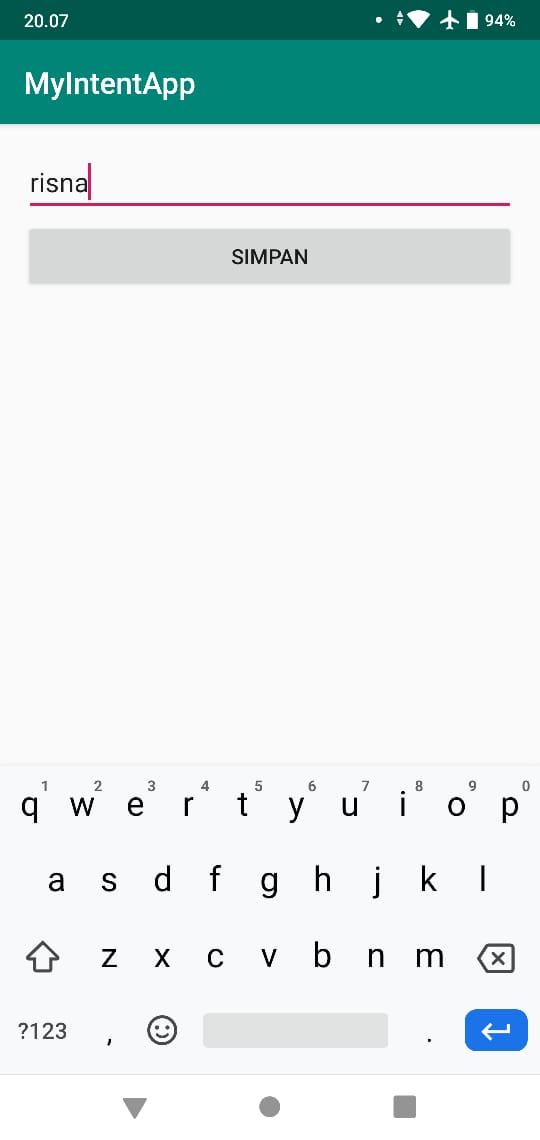 20.07 94%
MyIntentApp
risna
SIMPAN
1 2 3 4 5 6 7 8 9 0
q w e r t y u i o p
a s d f g h j k l
z x c v b n m
?123 , .